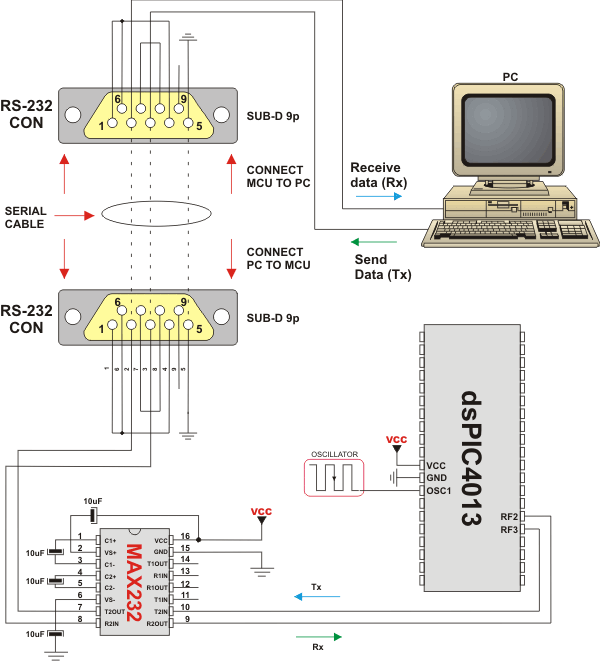 PC
6
9
1
5
RS-232
CON
SUB-D 9p
CONNECT
MCU TO PC
Receive
data (Rx)
SERIAL
CABLE
Send
Data (Tx)
CONNECT
PC TO MCU
6
9
1
5
RS-232
CON
SUB-D 9p
1
6
2
7
3
8
4
9
5
dsPIC4013
VCC
OSCILLATOR
VCC
GND
OSC1
RF2
RF3
10uF
VCC
MAX232
1 C1+ VCC 16
2 VS+ GND 15
3 C1- T1OUT 14
4 C2+ R1IN 13
5 C2- R1OUT 12
6 VS- T1IN 11
7 T2OUT T2IN 10
8 R2IN R2OUT 9
10uF
10uF
10uF
Tx
Rx